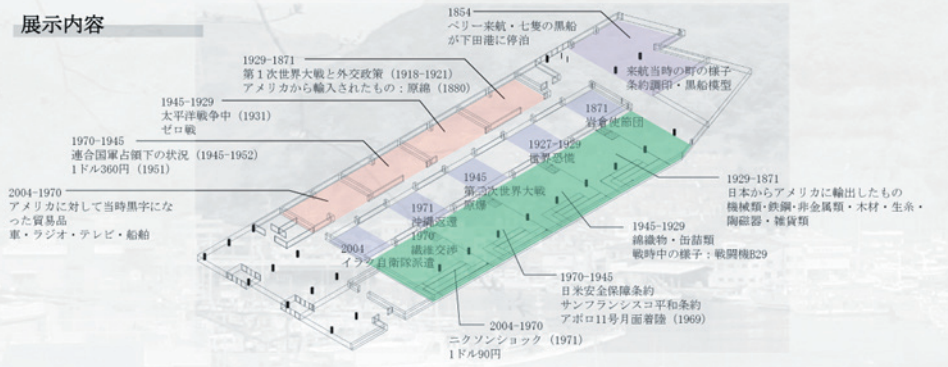 展示内容
1854
ペリー来航・七隻の黒船
が下田港に停泊
来航当時の町の様子
条約調印・黒船模型
1929-1871
第１次世界大戦と外交政策（1918-1921）
アメリカから輸入されたもの：原綿（1880）
1945-1929
太平洋戦争中（1931）
ゼロ戦
1970-1945
連合国軍占領下の状況（1945-1952）
1ドル360円（1951）
2004-1970
アメリカに対して当時黒字にな
った貿易品
車・ラジオ・テレビ・船舶
1871
岩倉使節団
1927-1929
世界恐慌
1945
第二次世界大戦
原爆
1971
沖縄返還
1970
繊維交渉
2004
イラク自衛隊派遣
1929-1871
日本からアメリカに輸出したもの
機械類・鉄鋼・非金属類・木材・生糸・
陶磁器・雑貨類
1945-1929
綿織物・缶詰類
戦時中の様子：戦闘機B29
1970-1945
日米安全保障条約
サンフランシスコ平和条約
アポロ11号月面着陸（1969）
2004-1970
ニクソンショック（1971）
1ドル90円